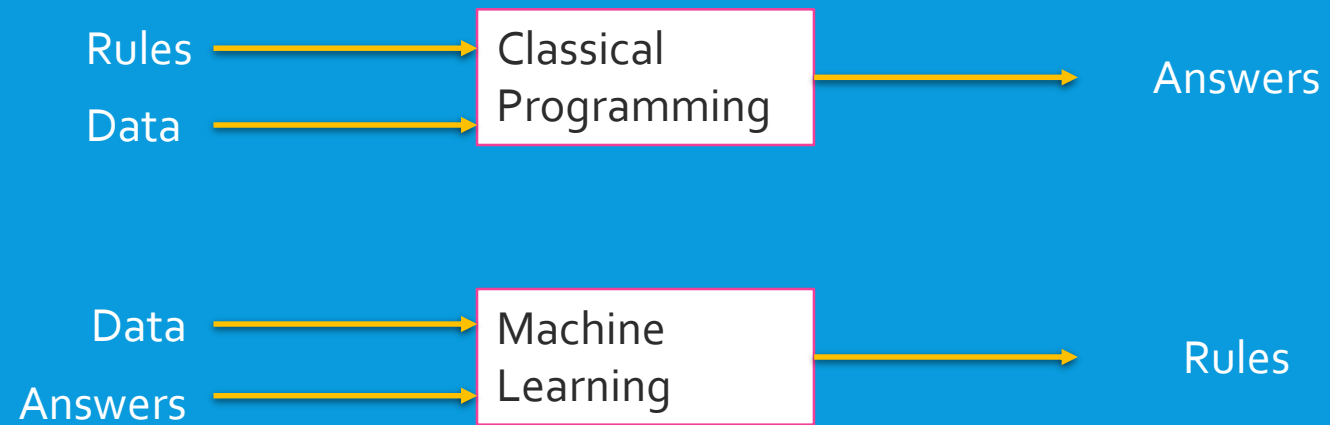 Rules
Data
Classical
Programming
Answers
Data
Answers
Machine
Learning
Rules